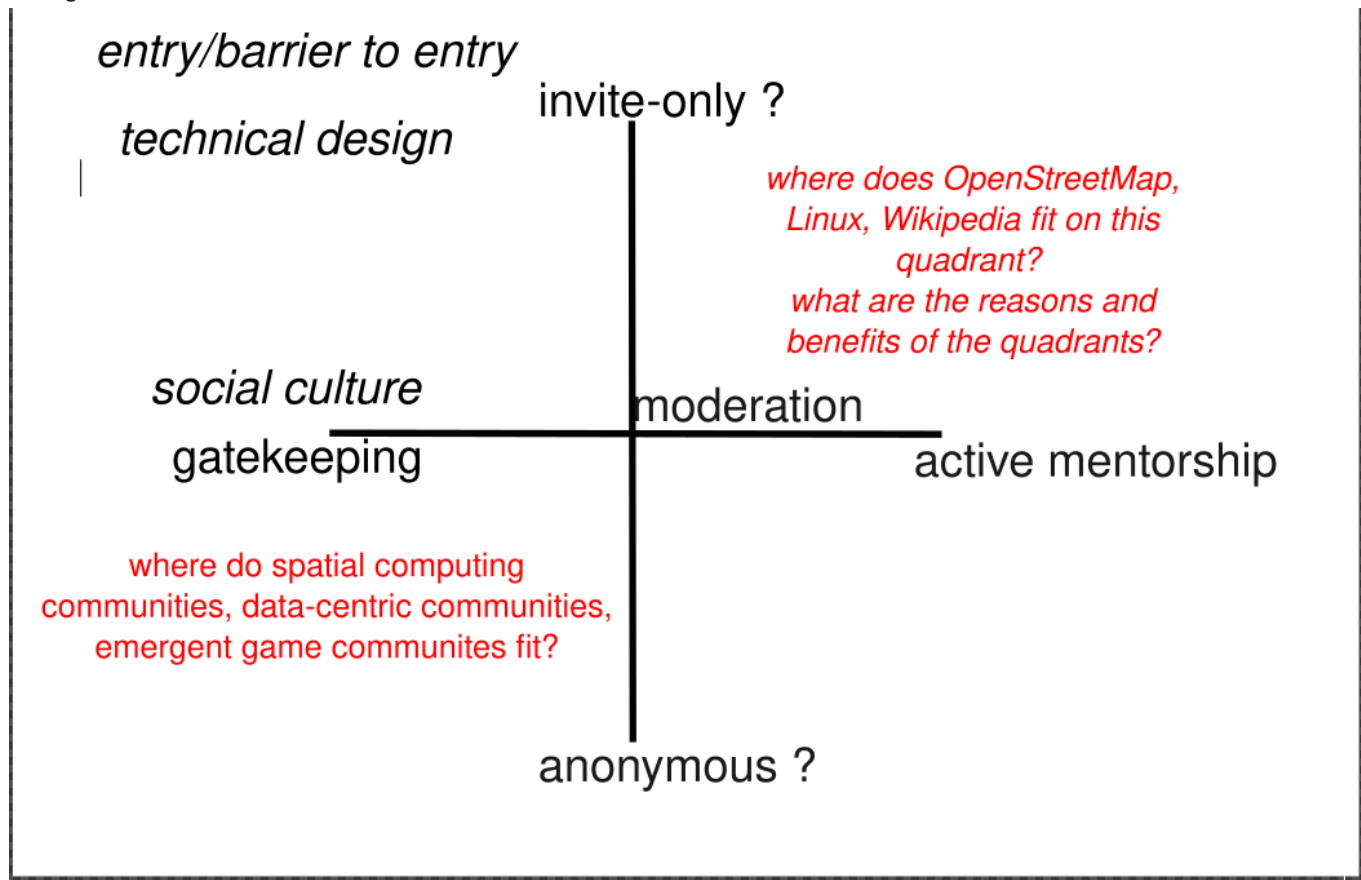 entry/barrier to entry
invite-only ?
technical design
where does OpenStreetMap,
Linux, Wikipedia fit on this
quadrant?
what are the reasons and
benefits of the quadrants?
social culture
moderation
gatekeeping
active mentorship
where do spatial computing
communities, data-centric communities,
emergent game communites fit?
anonymous ?